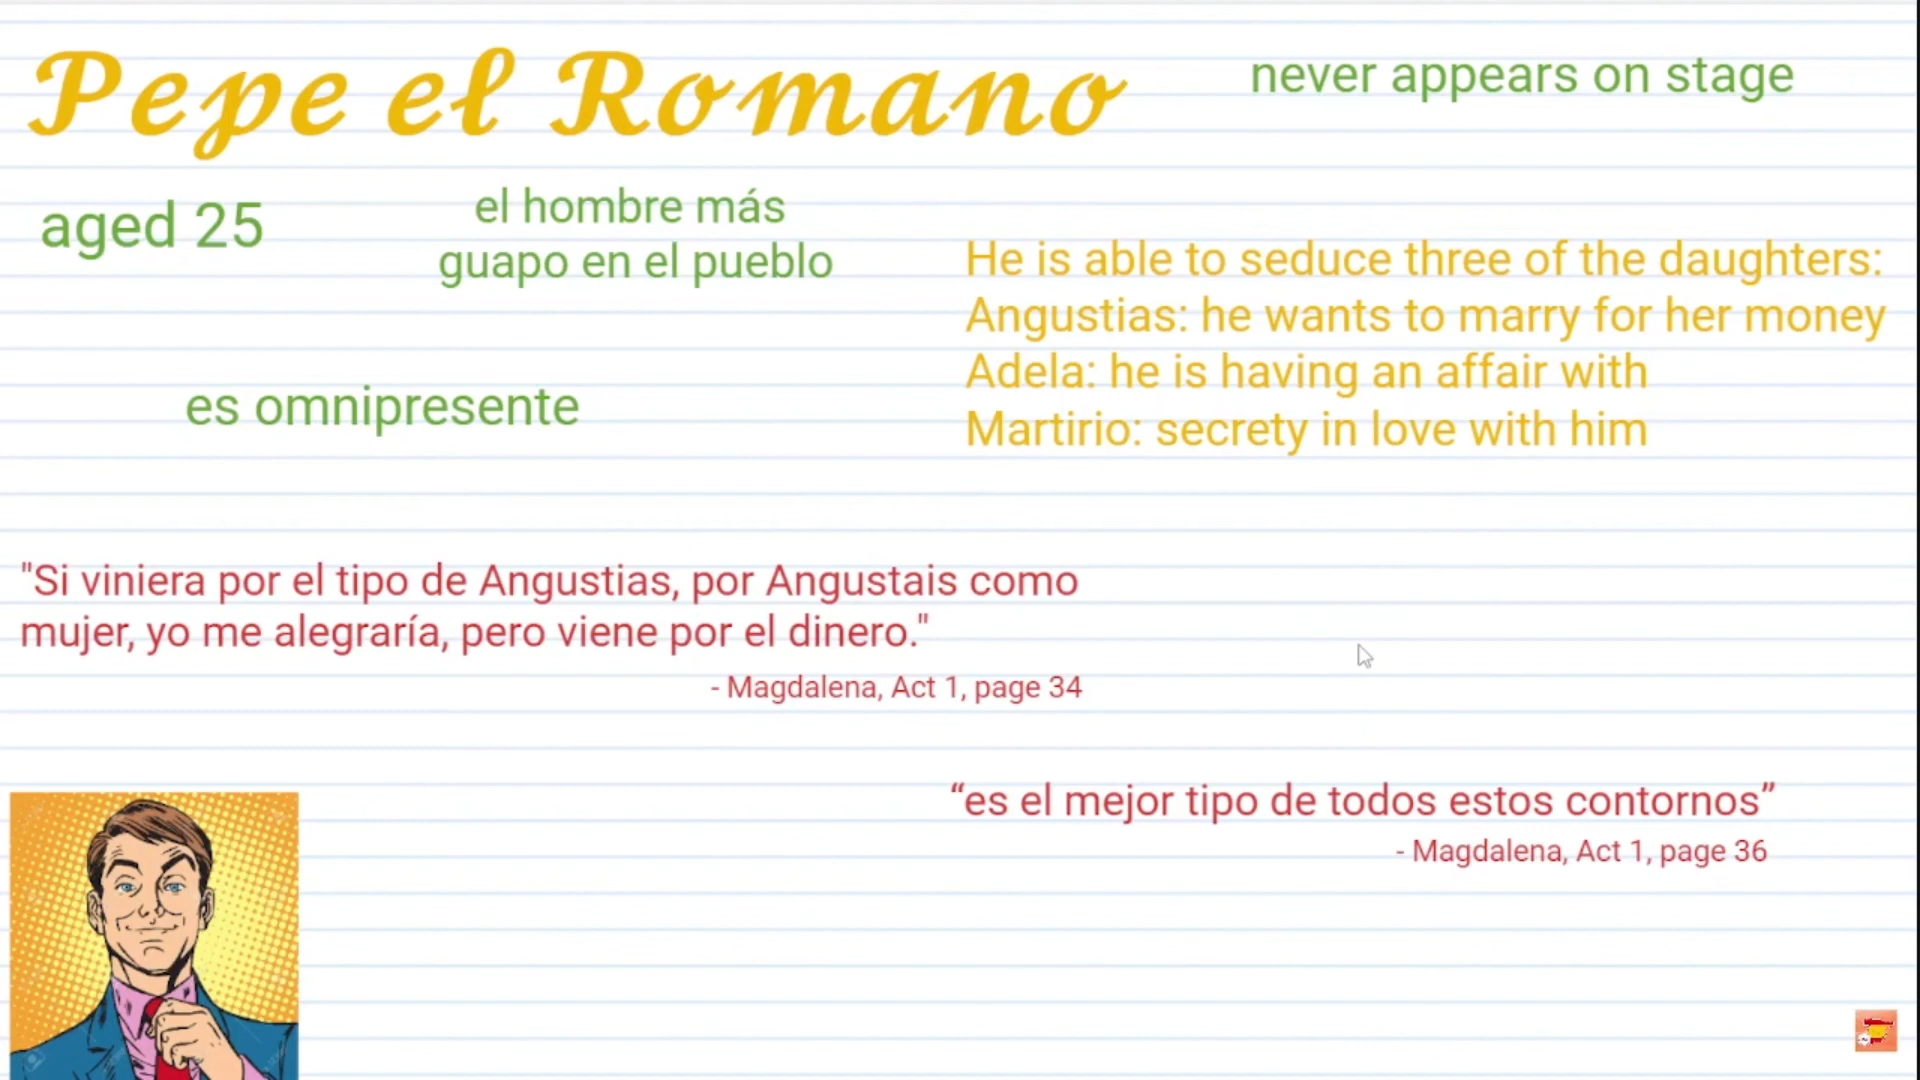 Pepe el Romano
never appears on stage
aged 25
el hombre más
guapo en el pueblo
He is able to seduce three of the daughters:
Angustias: he wants to marry for her money
Adela: he is having an affair with
Martirio: secrety in love with him
es omnipresente
"Si viniera por el tipo de Angustias, por Angustais como
mujer, yo me alegraría, pero viene por el dinero."
- Magdalena, Act 1, page 34
“es el mejor tipo de todos estos contornos”
- Magdalena, Act 1, page 36